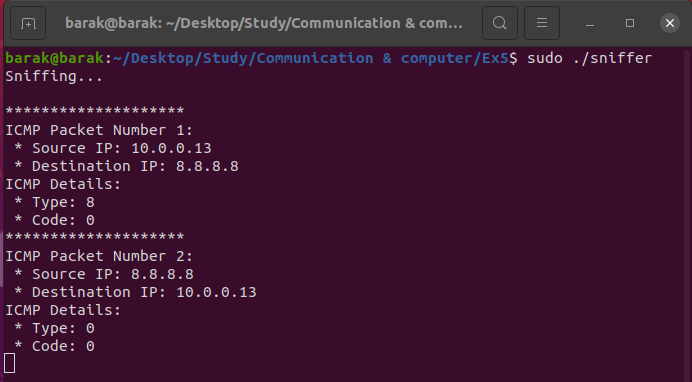 barak@barak: ~/Desktop/Study/Communication & com...
barak@barak:~/Desktop/Study/Communication & computer/Ex5$ sudo ./sniffer
Sniffing...
********************
ICMP Packet Number 1:
 * Source IP: 10.0.0.13
 * Destination IP: 8.8.8.8
ICMP Details:
 * Type: 8
 * Code: 0
********************
ICMP Packet Number 2:
 * Source IP: 8.8.8.8
 * Destination IP: 10.0.0.13
ICMP Details:
 * Type: 0
 * Code: 0